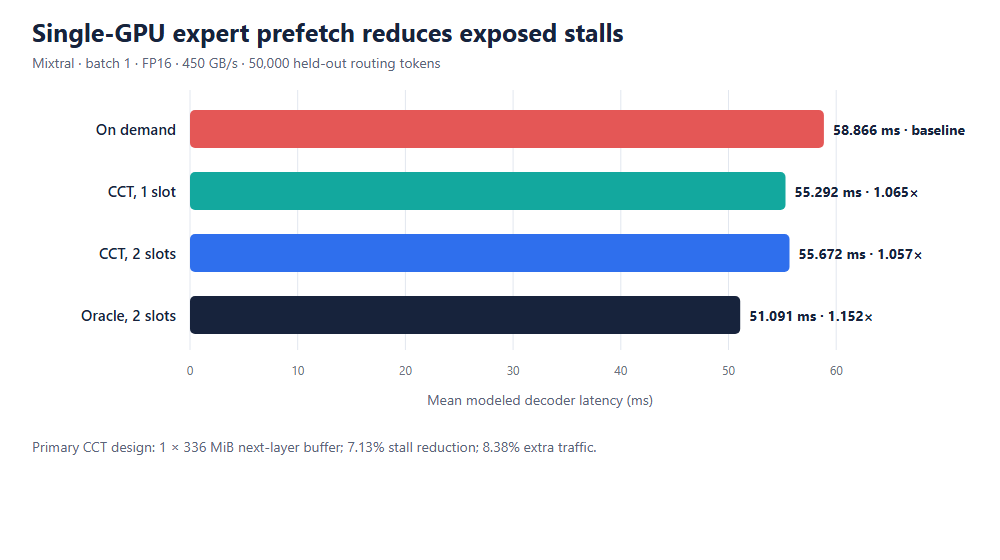 Single-GPU expert prefetch reduces exposed stalls
Mixtral · batch 1 · FP16 · 450 GB/s · 50,000 held-out routing tokens
On demand
58.866 ms · baseline
CCT, 1 slot
55.292 ms · 1.065×
CCT, 2 slots
55.672 ms · 1.057×
Oracle, 2 slots
51.091 ms · 1.152×
0 10 20 30 40 50 60
Mean modeled decoder latency (ms)
Primary CCT design: 1 × 336 MiB next-layer buffer; 7.13% stall reduction; 8.38% extra traffic.